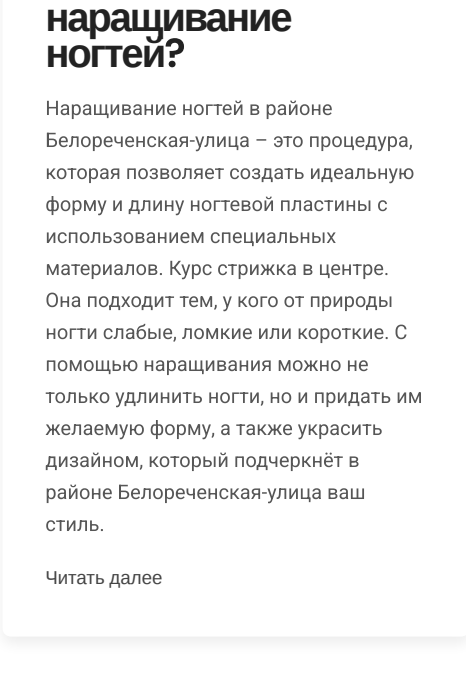 наращивание
ногтей?
Наращивание ногтей в районе
Белореченская-улица – это процедура,
которая позволяет создать идеальную
форму и длину ногтевой пластины с
использованием специальных
материалов. Курс стрижка в центре.
Она подходит тем, у кого от природы
ногти слабые, ломкие или короткие. С
помощью наращивания можно не
только удлинить ногти, но и придать им
желаемую форму, а также украсить
дизайном, который подчеркнёт в
районе Белореченская-улица ваш
стиль.
Читать далее